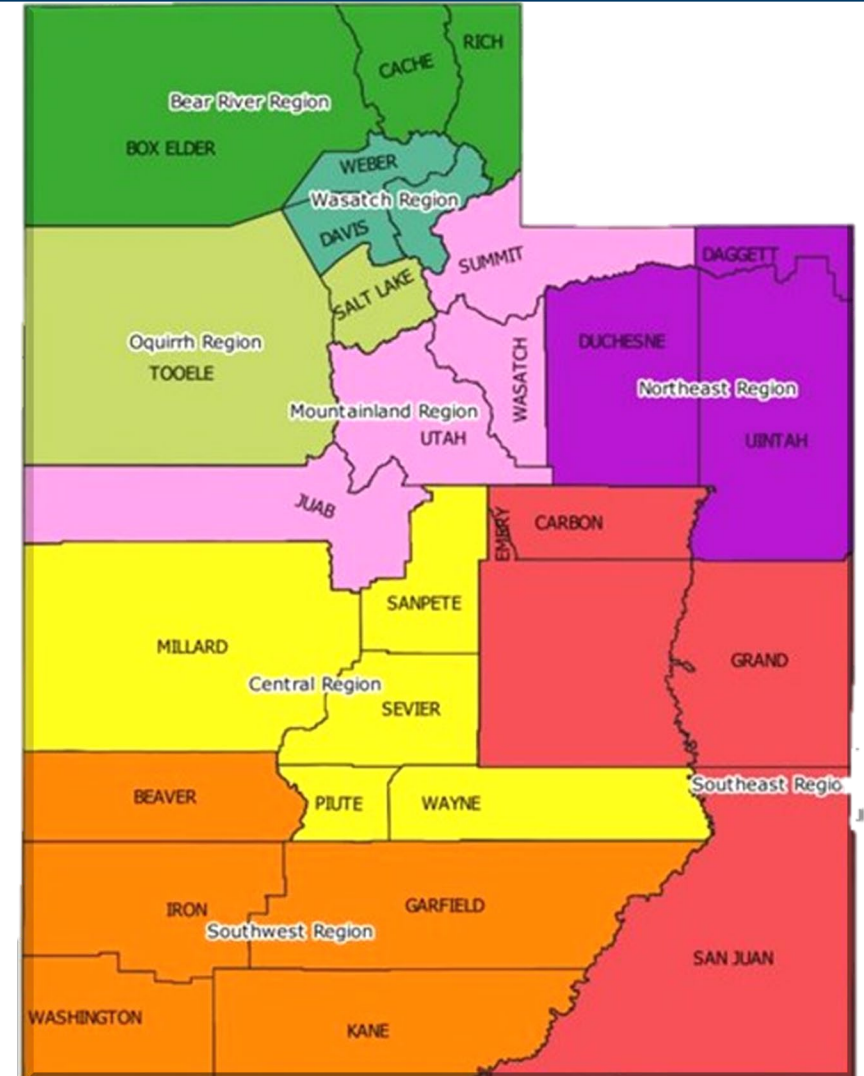 RICH
CACHE
Bear River Region
BOX ELDER
WEBER
Wasatch Region
DAVIS
SUMMIT
DAGGETT
SALT LAKE
Oquirrh Region
TOOELE
DUCHESNE
WASATCH
Northeast Region
Mountainland Region
UTAH
UINTAH
JUAB
EMERY
CARBON
SANPETE
MILLARD
GRAND
Central Region
SEVIER
Southeast Regio
BEAVER
PIUTE
WAYNE
IRON
GARFIELD
Southwest Region
SAN JUAN
WASHINGTON
KANE